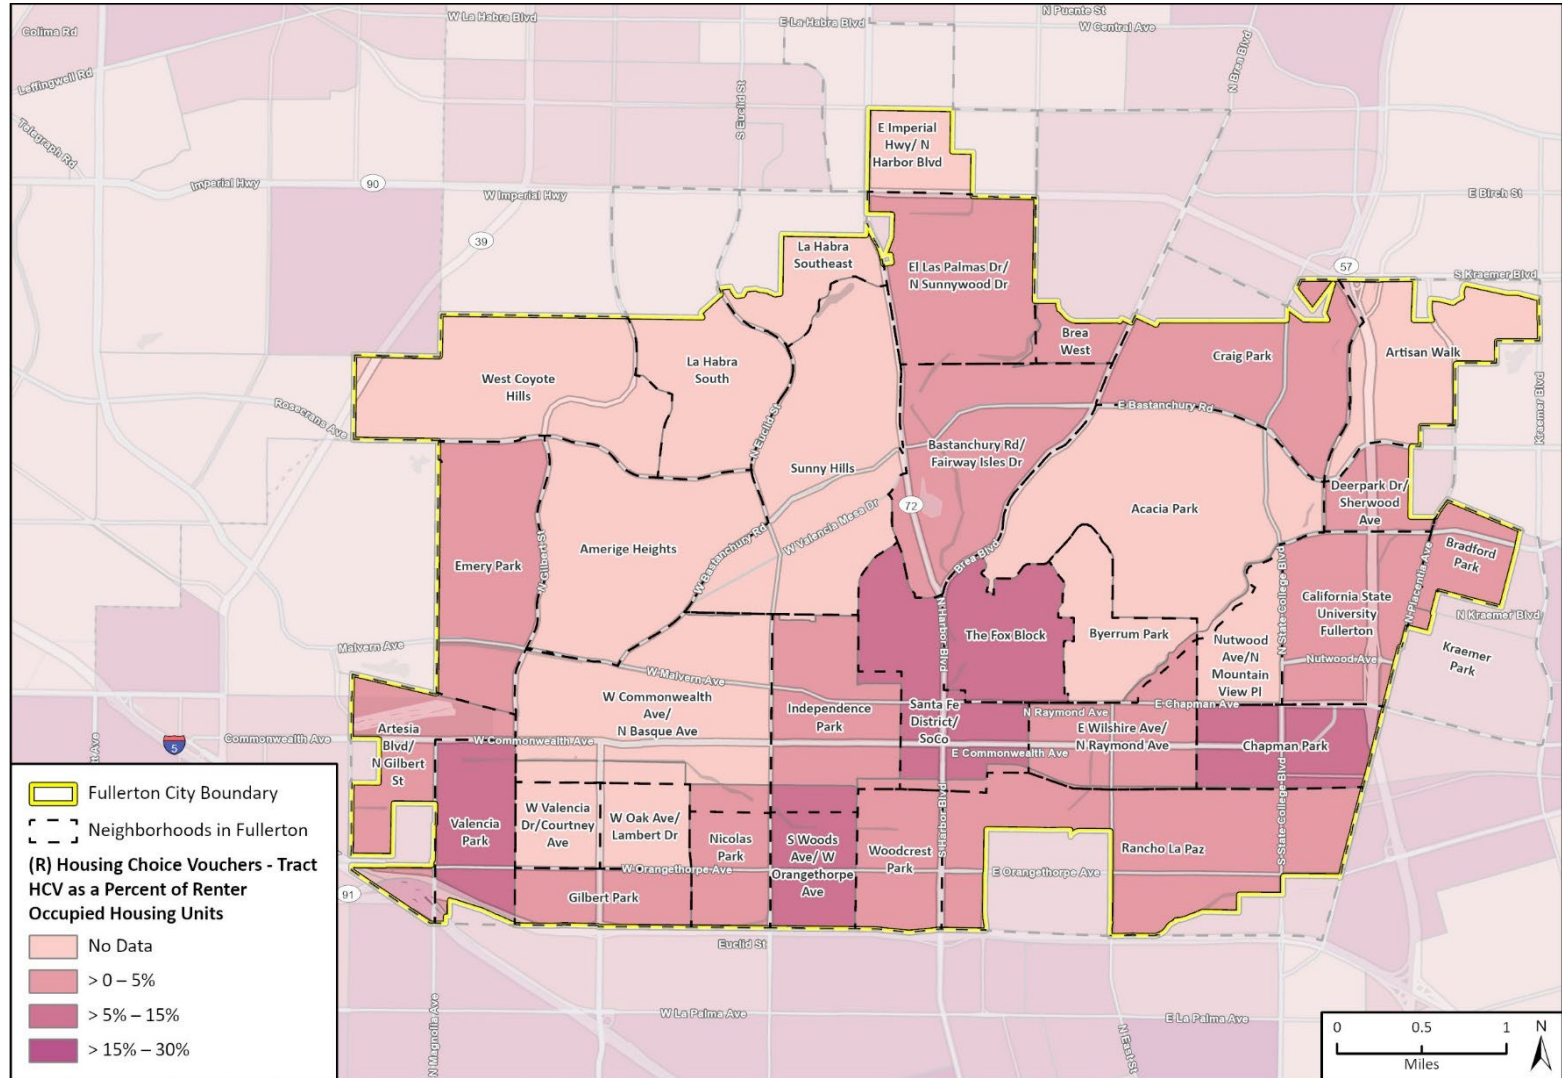 N Puente St
W La Habra Blvd
E La Habra Blvd
W Central Ave
Colima Rd
Leffingwell Rd
N Brea Blvd
S Euclid St
Telegraph Rd
E Imperial
Hwy/ N
Harbor Blvd
Imperial Hwy
90
W Imperial Hwy
E Birch St
39
La Habra
Southeast
El Las Palmas Dr/
N Sunnywood Dr
57
S Kraemer Blvd
Brea
West
Craig Park
Artisan Walk
La Habra
South
West Coyote
Hills
Rosecrans Ave
N Euclid St
E Bastanchury Rd
Kraemer Blvd
Bastanchury Rd/
Fairway Isles Dr
Sunny Hills
Deerpark Dr/
Sherwood
Ave
72
Acacia Park
W Valencia Mesa Dr
W Bastanchury Rd
Amerige Heights
Emery Park
N Gilbert St
Brea Blvd
N State College Blvd
Bradford
Park
N Placentia Ave
California State
University
Fullerton
N Kraemer Blvd
N Harbor Blvd
The Fox Block
Byerrum Park
Nutwood
Ave/N
Mountain
View Pl
Nutwood Ave
Kraemer
Park
Malvern Ave
W Malvern Ave
W Commonwealth
Ave/
N Basque Ave
Independence
Park
Santa Fe
District/
SoCo
N Raymond Ave
E Chapman Ave
E Wilshire Ave/
N Raymond Ave
Chapman Park
Artesia
Blvd/
N Gilbert
St
5
Commonwealth Ave
W Commonwealth Ave
E Commonwealth Ave
S State College Blvd
S Harbor Blvd
Valencia
Park
W Valencia
Dr/Courtney
Ave
W Oak Ave/
Lambert Dr
Nicolas
Park
S Woods
Ave/ W
Orangethorpe
Ave
Woodcrest
Park
Rancho La Paz
W Orangethorpe Ave
E Orangethorpe Ave
91
Gilbert Park
Euclid St
W La Palma Ave
E La Palma Ave
N Magnolia Ave
N East St
Fullerton City Boundary
Neighborhoods in Fullerton
(R) Housing Choice Vouchers - Tract
HCV as a Percent of Renter
Occupied Housing Units
No Data
> 0 – 5%
> 5% – 15%
> 15% – 30%
0 0.5 1
Miles
N